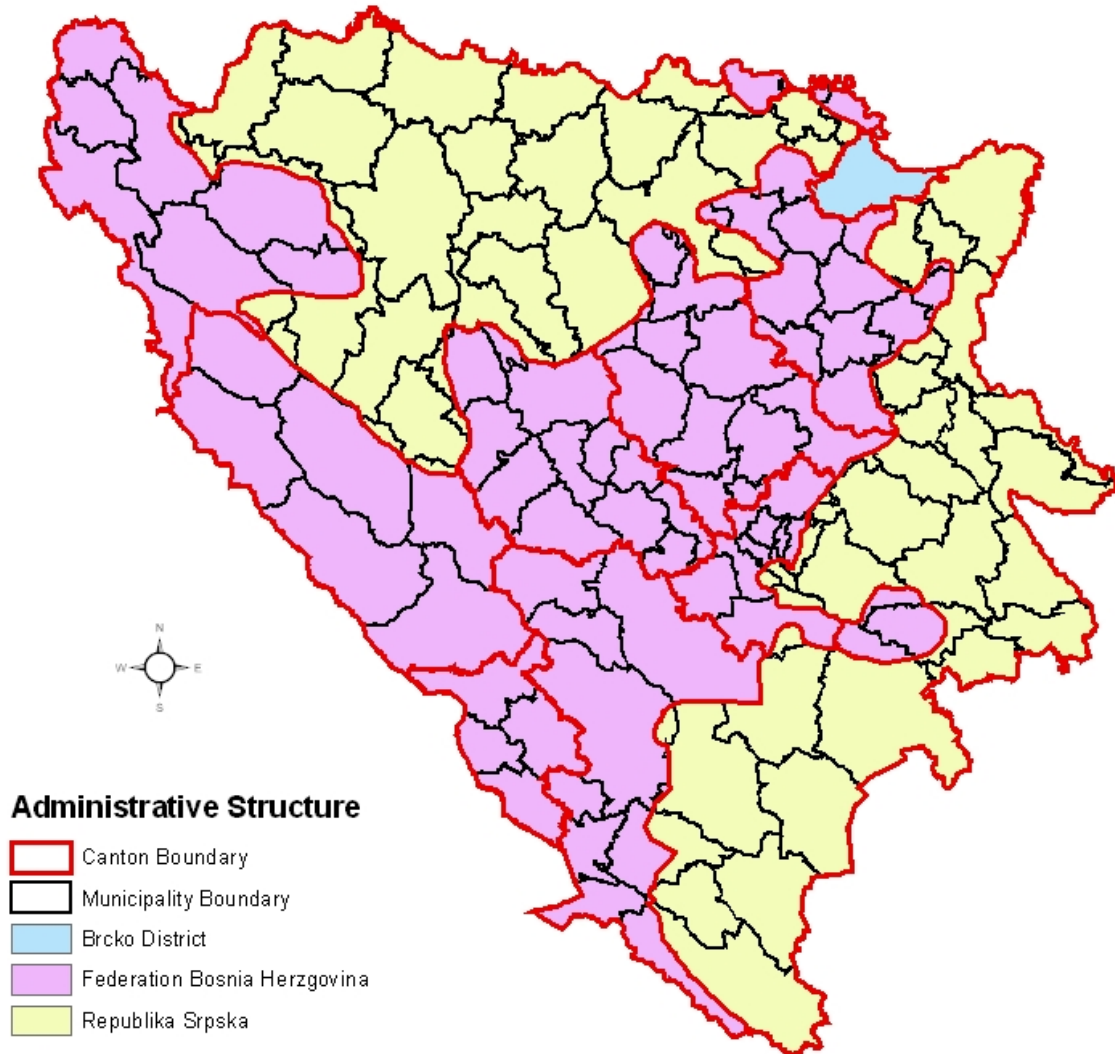 N
W E
S
Administrative Structure
Canton Boundary
Municipality Boundary
Brcko District
Federation Bosnia Herzgovina
Republika Srpska